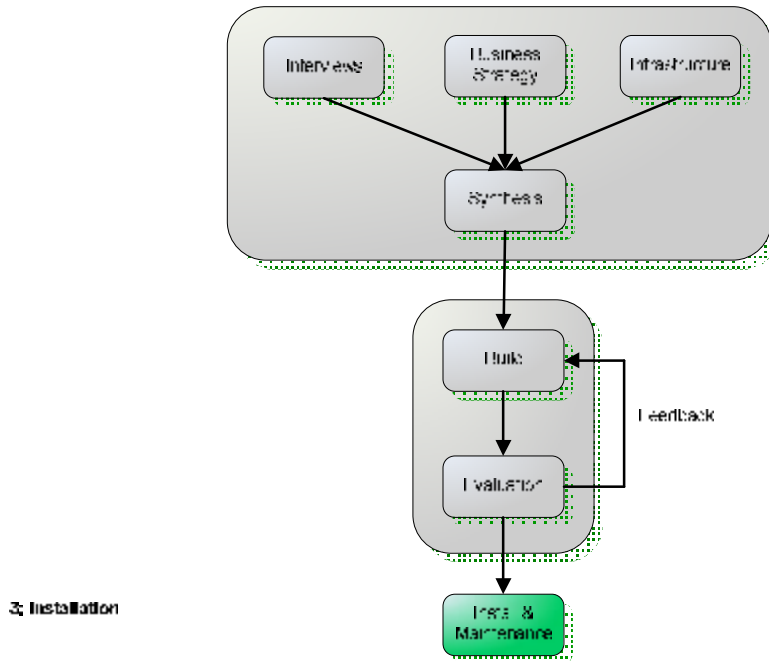 Interviews
Business
Strategy
Infrastructure
Synthesis
Build
Feedback
Evaluation
3; Installation
Install &
Maintenance